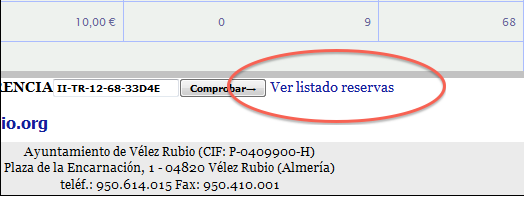 10,00 € 0 9 68
RENCIA II-TR-12-68-33D4E Comprobar→ Ver listado reservas
io.org
Ayuntamiento de Vélez Rubio (CIF: P-0409900-H)
Plaza de la Encarnación, 1 - 04820 Vélez Rubio (Almería)
teléf.: 950.614.015 Fax: 950.410.001